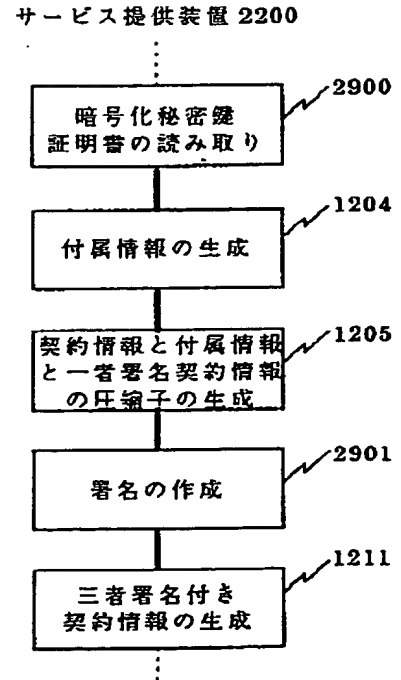 サービス提供装置 2200
2900
暗号化秘密鍵
証明書の読み取り
1204
付属情報の生成
1205
契約情報と付属情報
と一者署名契約情報
の圧縮子の生成
2901
署名の作成
1211
三者署名付き
契約情報の生成